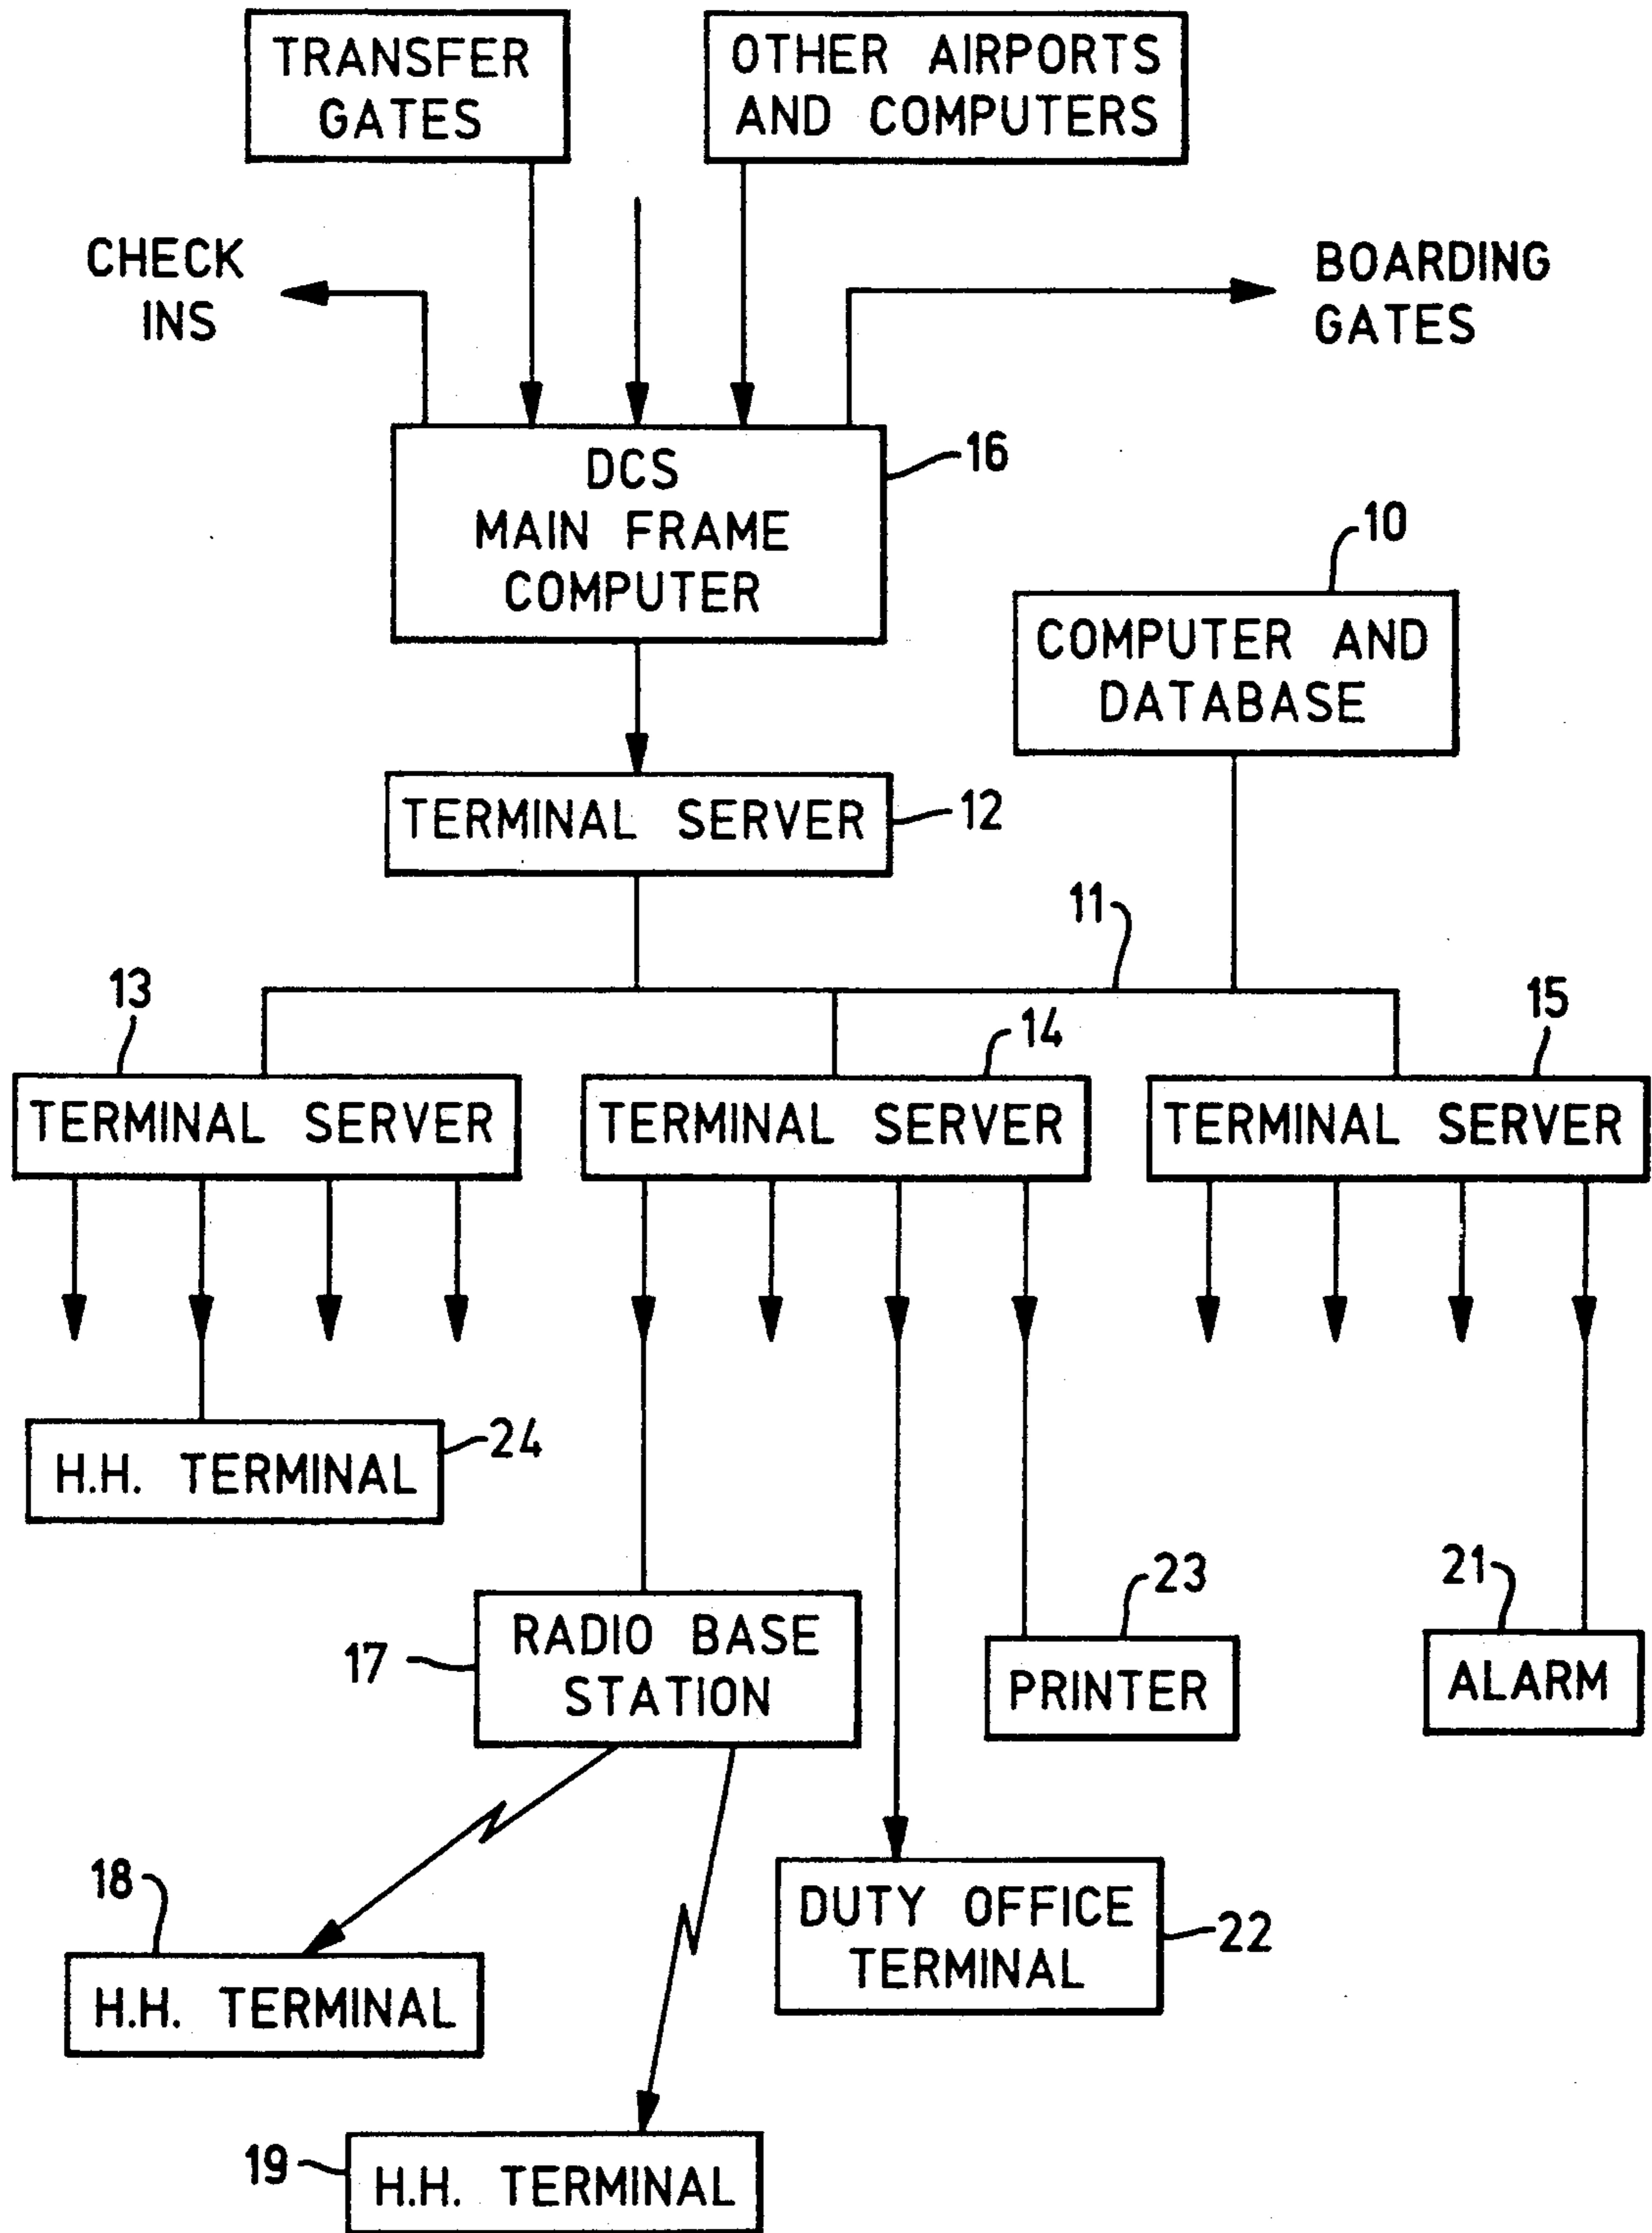 TRANSFER
GATES
OTHER AIRPORTS
AND COMPUTERS
CHECK
INS
BOARDING
GATES
DCS
MAIN FRAME
COMPUTER
16
10
COMPUTER AND
DATABASE
TERMINAL SERVER
12
11
13
14
15
TERMINAL SERVER
TERMINAL SERVER
TERMINAL SERVER
H.H. TERMINAL
24
17
RADIO BASE
STATION
23
PRINTER
21
ALARM
18
H.H. TERMINAL
DUTY OFFICE
TERMINAL
22
19
H.H. TERMINAL